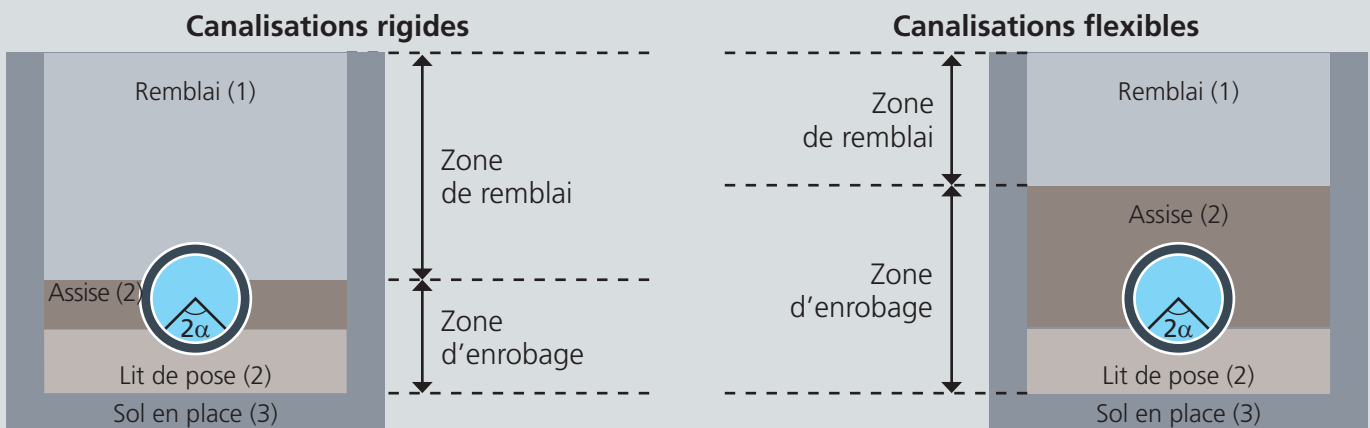 Canalisations rigides
Remblai (1)
Zone
de remblai
Assise (2)
2α
Zone
d'enrobage
Lit de pose (2)
Sol en place (3)
Canalisations flexibles
Zone
de remblai
Remblai (1)
Assise (2)
Zone
d'enrobage
2α
Lit de pose (2)
Sol en place (3)